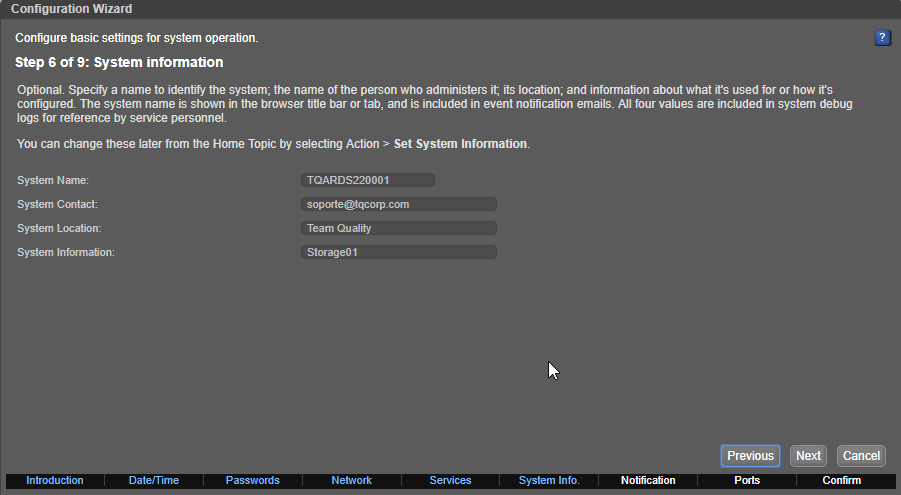 Configuration Wizard
Configure basic settings for system operation.
?
Step 6 of 9: System information
Optional. Specify a name to identify the system; the name of the person who administers it; its location; and information about what it's used for or how it's
configured. The system name is shown in the browser title bar or tab, and is included in event notification emails. All four values are included in system debug
logs for reference by service personnel.
You can change these later from the Home Topic by selecting Action > Set System Information.
System Name: TQARDS220001
System Contact: soporte@tqcorp.com
System Location: Team Quality
System Information: Storage01
Previous Next Cancel
Introduction Date/Time Passwords Network Services System Info. Notification Ports Confirm